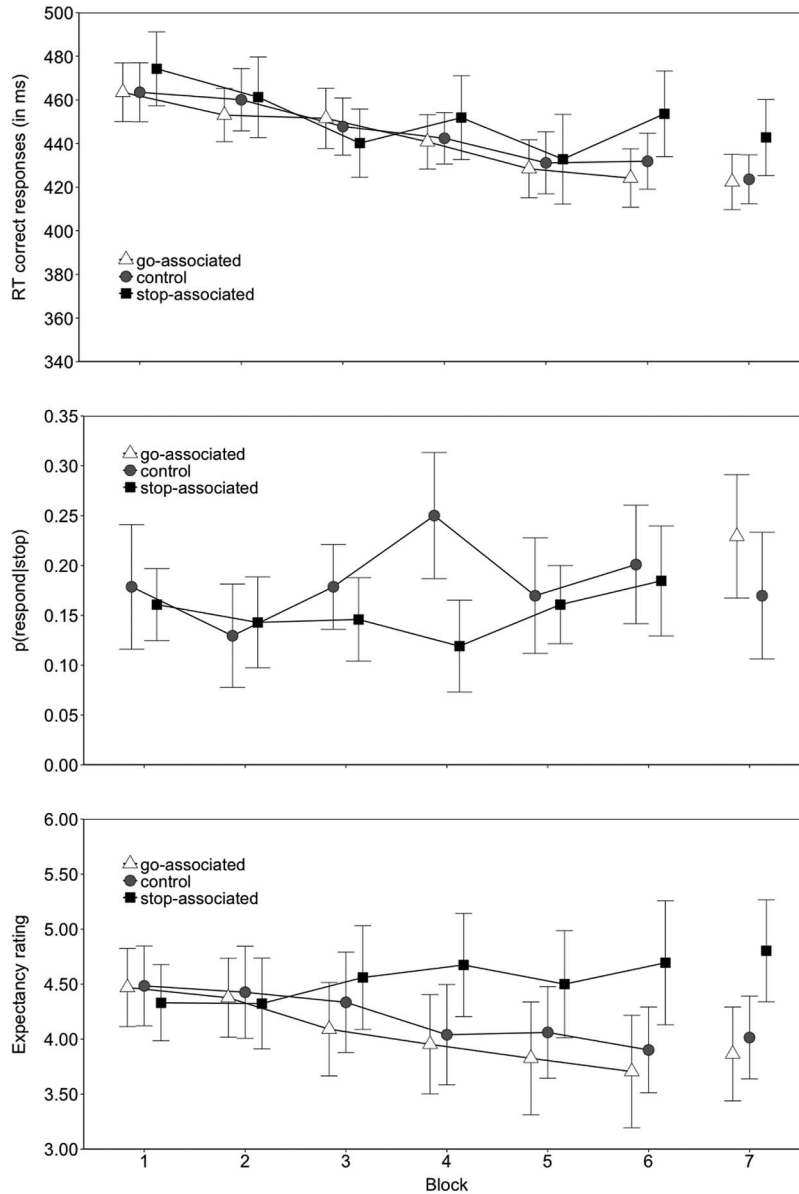 500
480
460
440
420
400
380
360
340
RT correct responses (in ms)
go-associated
control
stop-associated
0.35
0.30
0.25
0.20
0.15
0.10
0.05
0.00
p(respond|stop)
go-associated
control
stop-associated
6.00
5.50
5.00
4.50
4.00
3.50
3.00
Expectancy rating
go-associated
control
stop-associated
1 2 3 4 5 6 7
Block